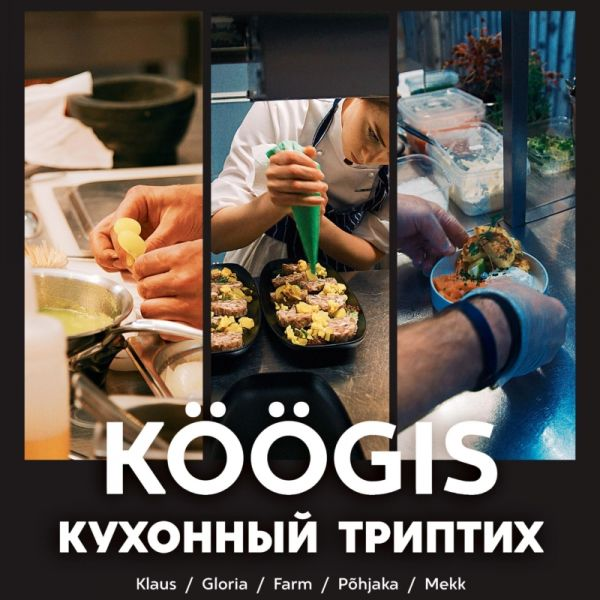 KÖÖGIS
КУХОННЫЙ ТРИПТИХ
Klaus / Gloria / Farm / Põhjaka / Mekk